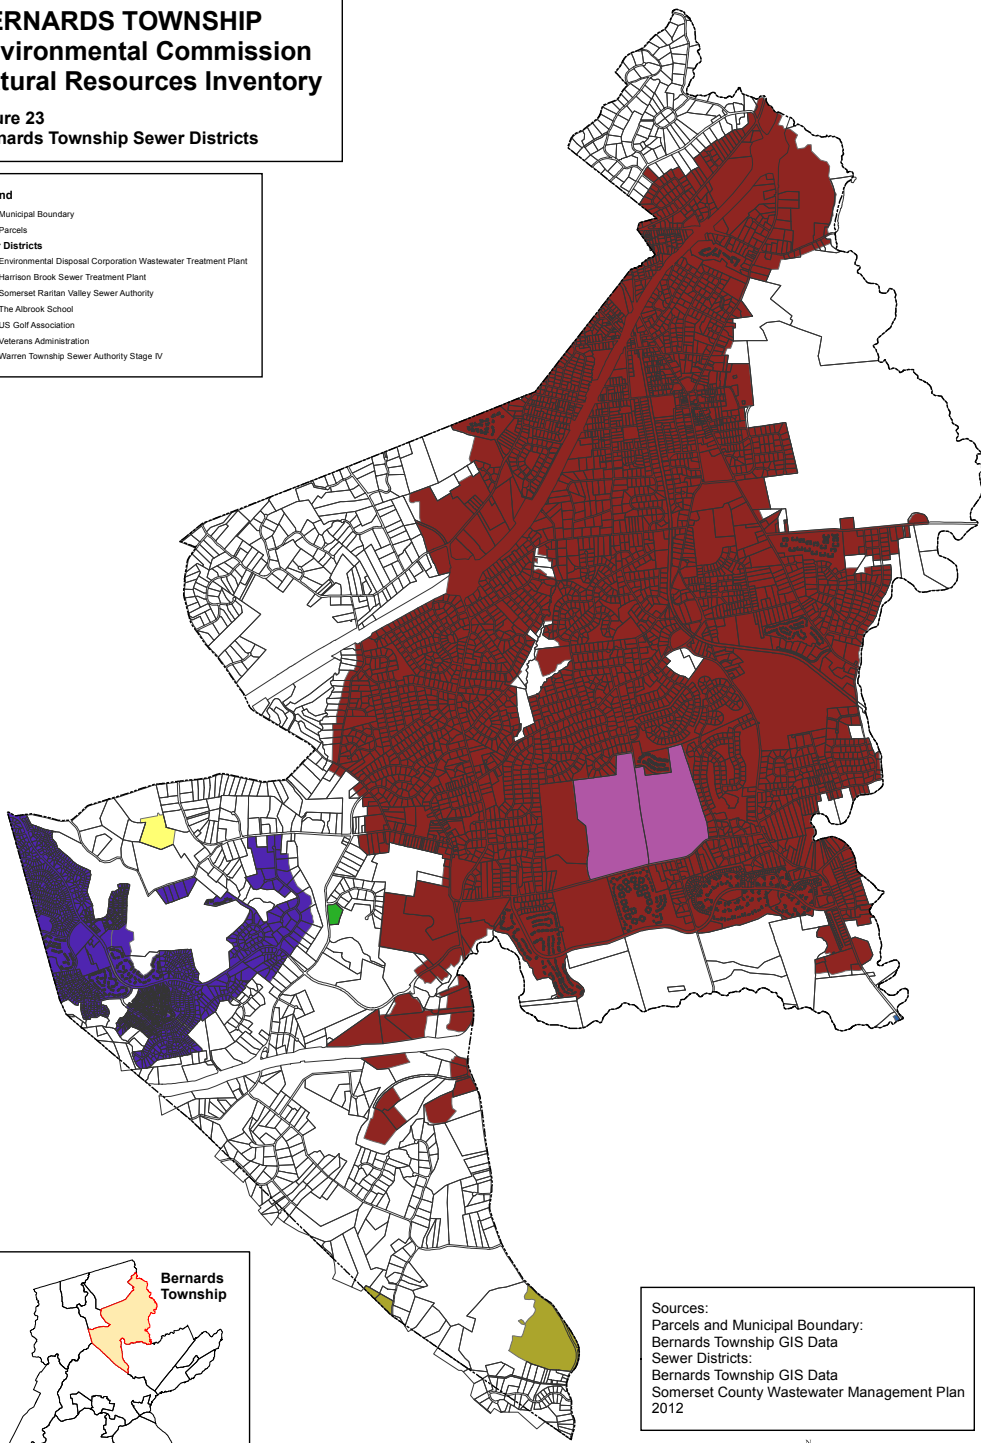 ERNARDS TOWNSHIP
vironmental Commission
tural Resources Inventory
ure 23
nards Township Sewer Districts
nd
Municipal Boundary
Parcels
Districts
Environmental Disposal Corporation Wastewater Treatment Plant
Harrison Brook Sewer Treatment Plant
Somerset Raritan Valley Sewer Authority
The Albrook School
US Golf Association
Veterans Administration
Warren Township Sewer Authority Stage IV
Bernards
Township
Sources:
Parcels and Municipal Boundary:
Bernards Township GIS Data
Sewer Districts:
Bernards Township GIS Data
Somerset County Wastewater Management Plan
2012
N